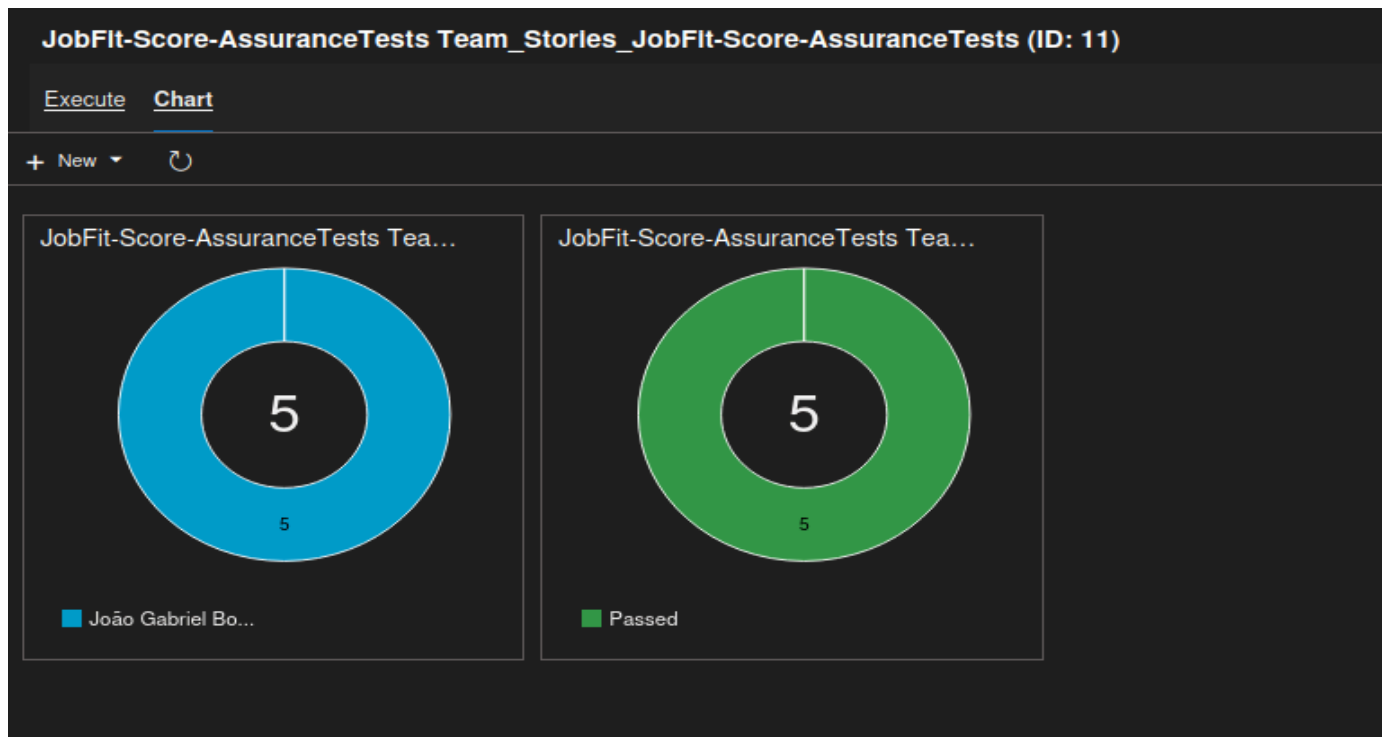 JobFit-Score-AssuranceTests Team_Stories_JobFit-Score-AssuranceTests (ID: 11)
Execute Chart
+ New
JobFit-Score-AssuranceTests Tea...
5
5
João Gabriel Bo...
JobFit-Score-AssuranceTests Tea...
5
5
Passed